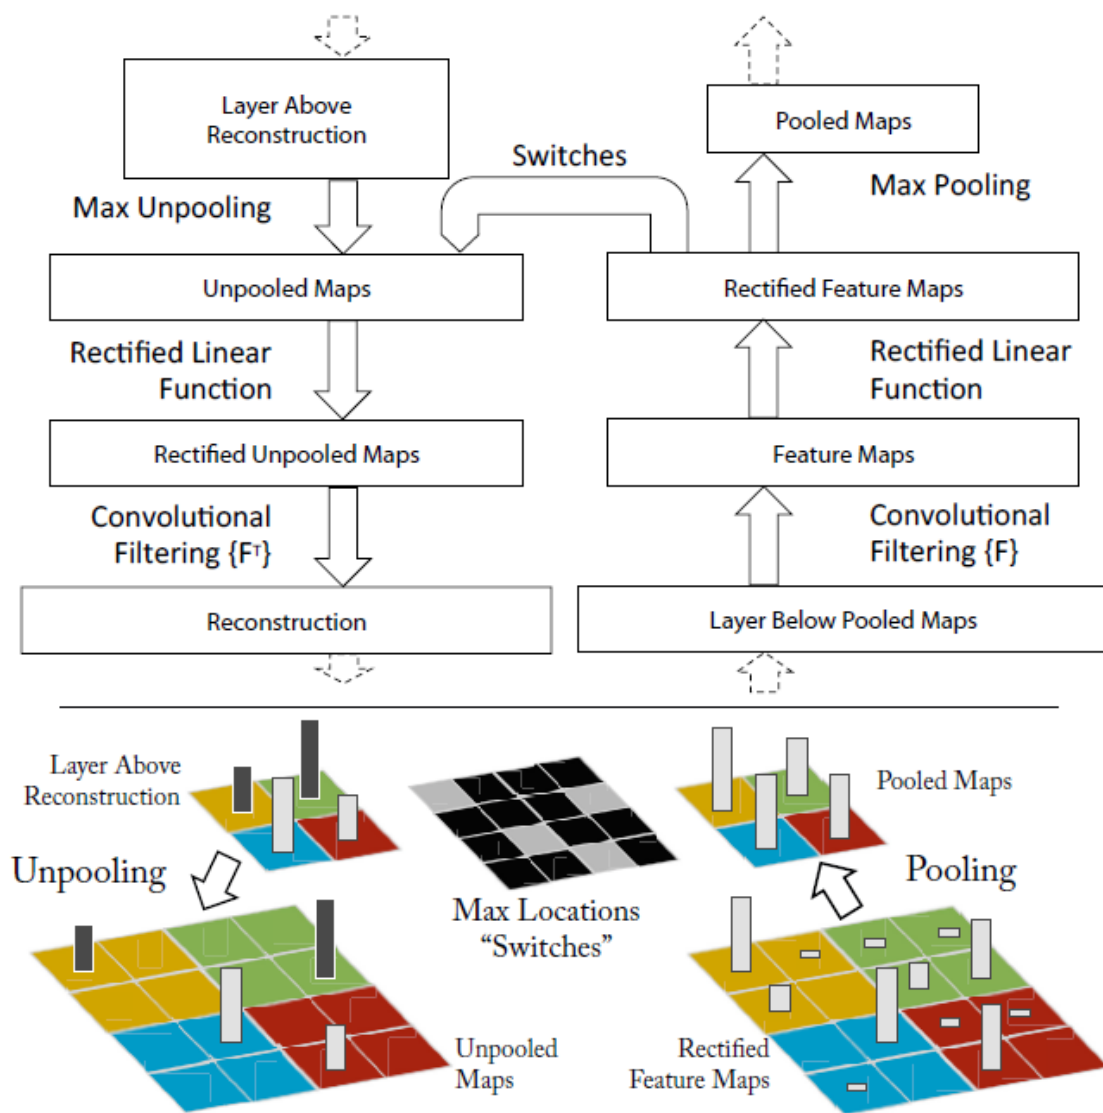 Layer Above
Reconstruction
Pooled Maps
Switches
Max Unpooling
Max Pooling
Unpooled Maps
Rectified Feature Maps
Rectified Linear
Function
Rectified Linear
Function
Rectified Unpooled Maps
Feature Maps
Convolutional
Filtering {Fᵀ}
Convolutional
Filtering {F}
Reconstruction
Layer Below Pooled Maps
Layer Above
Reconstruction
Pooled Maps
Unpooling
Pooling
Max Locations
“Switches”
Unpooled
Maps
Rectified
Feature Maps